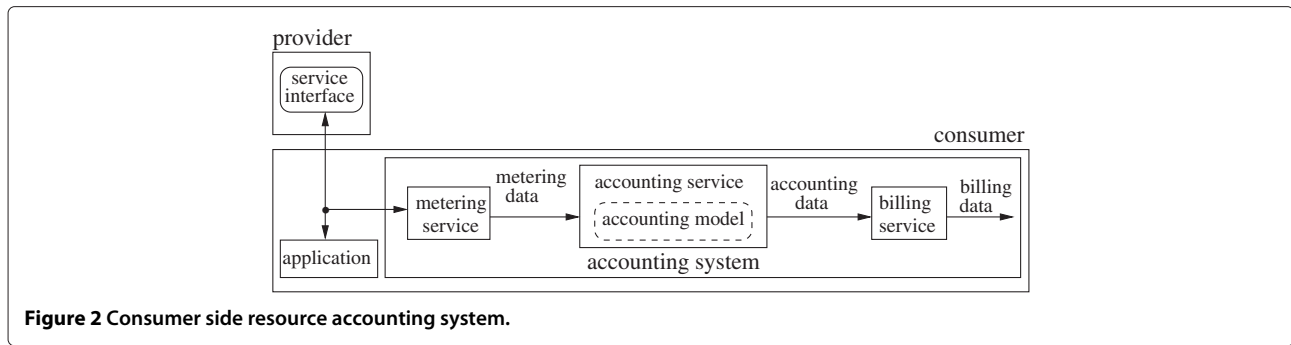 provider
service
interface
consumer
metering
data
accounting service
accounting
data
billing
data
metering
service
accounting model
billing
service
application
accounting system
Figure 2 Consumer side resource accounting system.